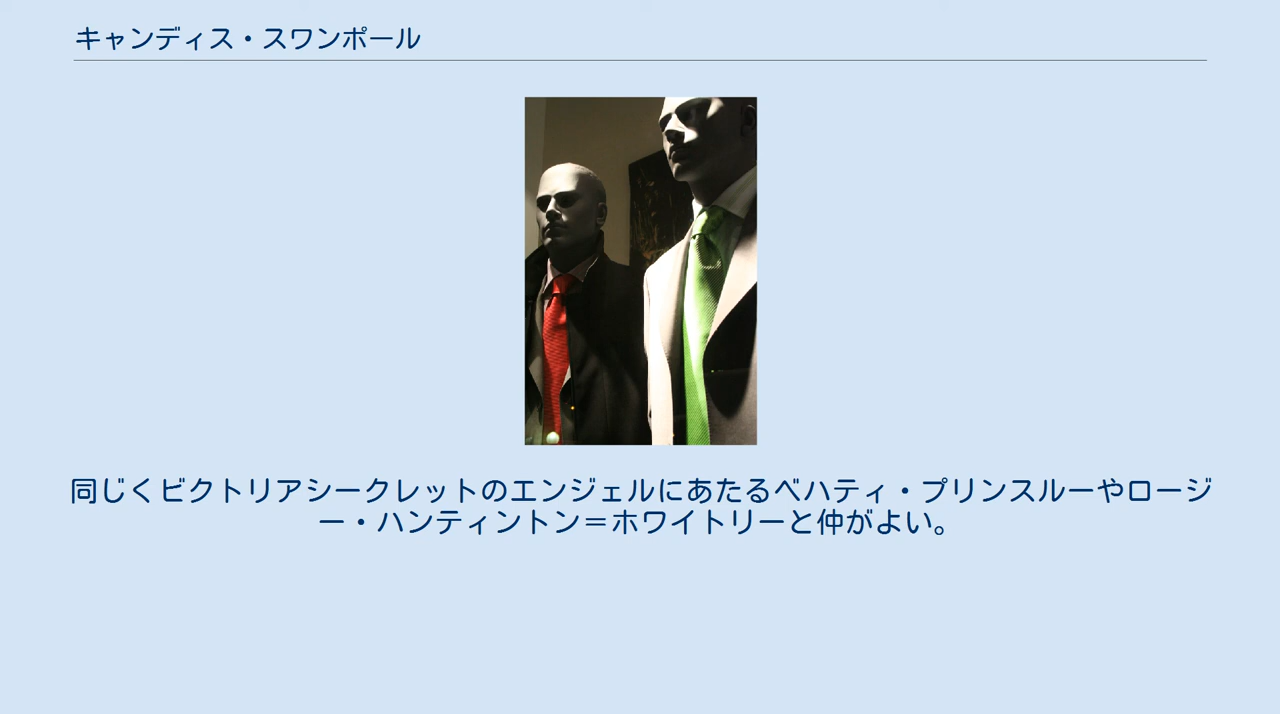 キャンディス・スワンポール
同じくビクトリアシークレットのエンジェルにあたるベハティ・プリンスルーやロージ
ー・ハンティントン＝ホワイトリーと仲がよい。